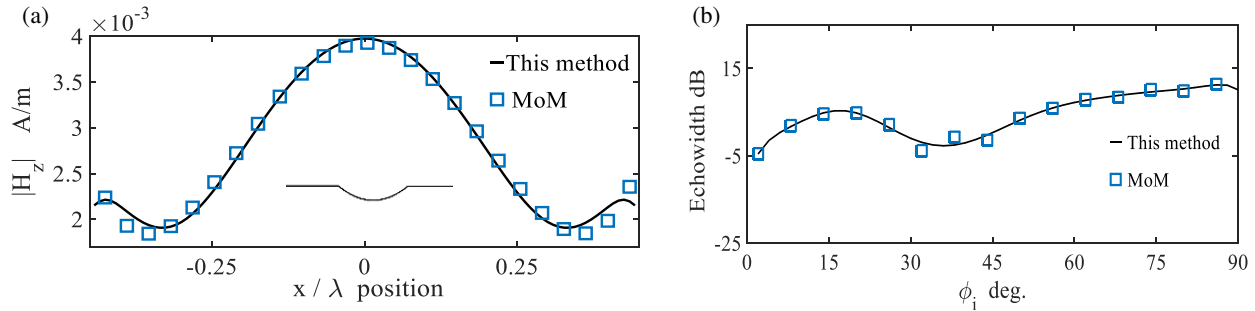 (a)
×10⁻³
4
3.5
3
2.5
2
|H_z| A/m
This method
MoM
-0.25 0 0.25
x / λ position
(b)
15
-5
-25
Echowidth dB
This method
MoM
0 15 30 45 60 75 90
ϕ_i deg.